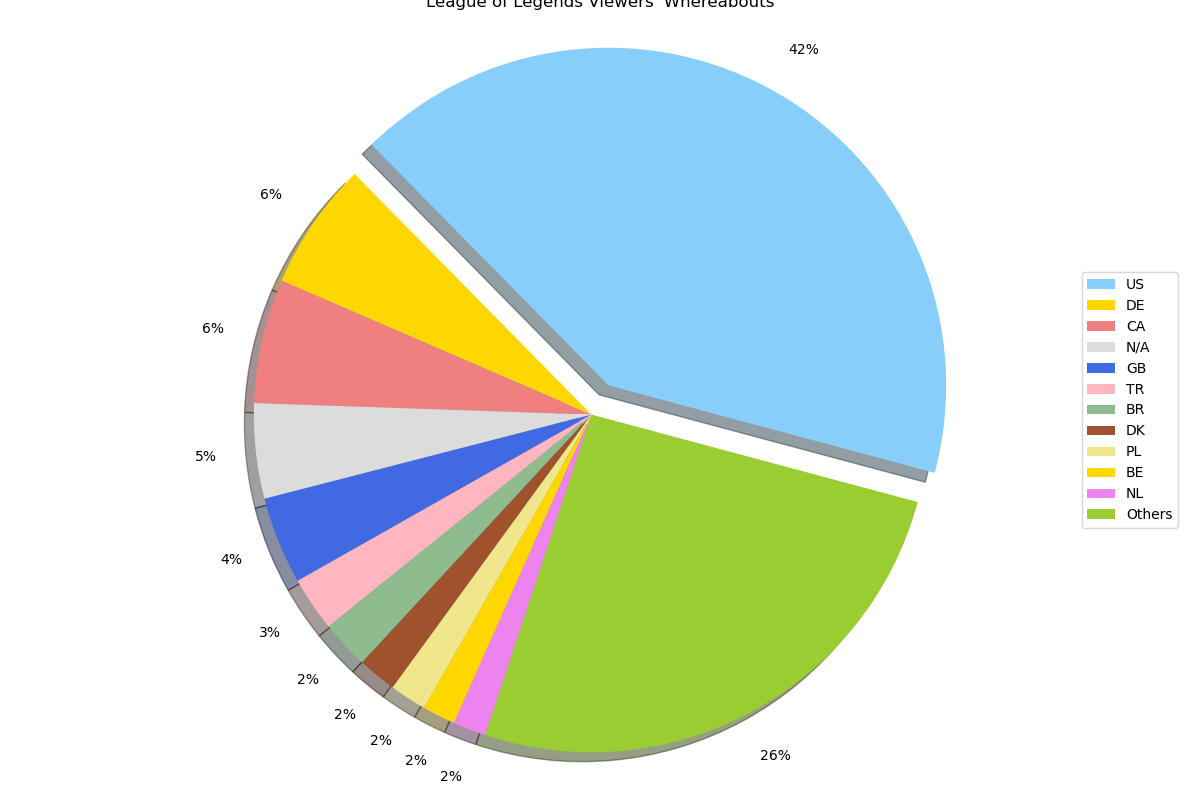 League of Legends Viewers' Whereabouts
42%
6%
6%
5%
4%
3%
2%
2%
2%
2%
2%
26%
US
DE
CA
N/A
GB
TR
BR
DK
PL
BE
NL
Others